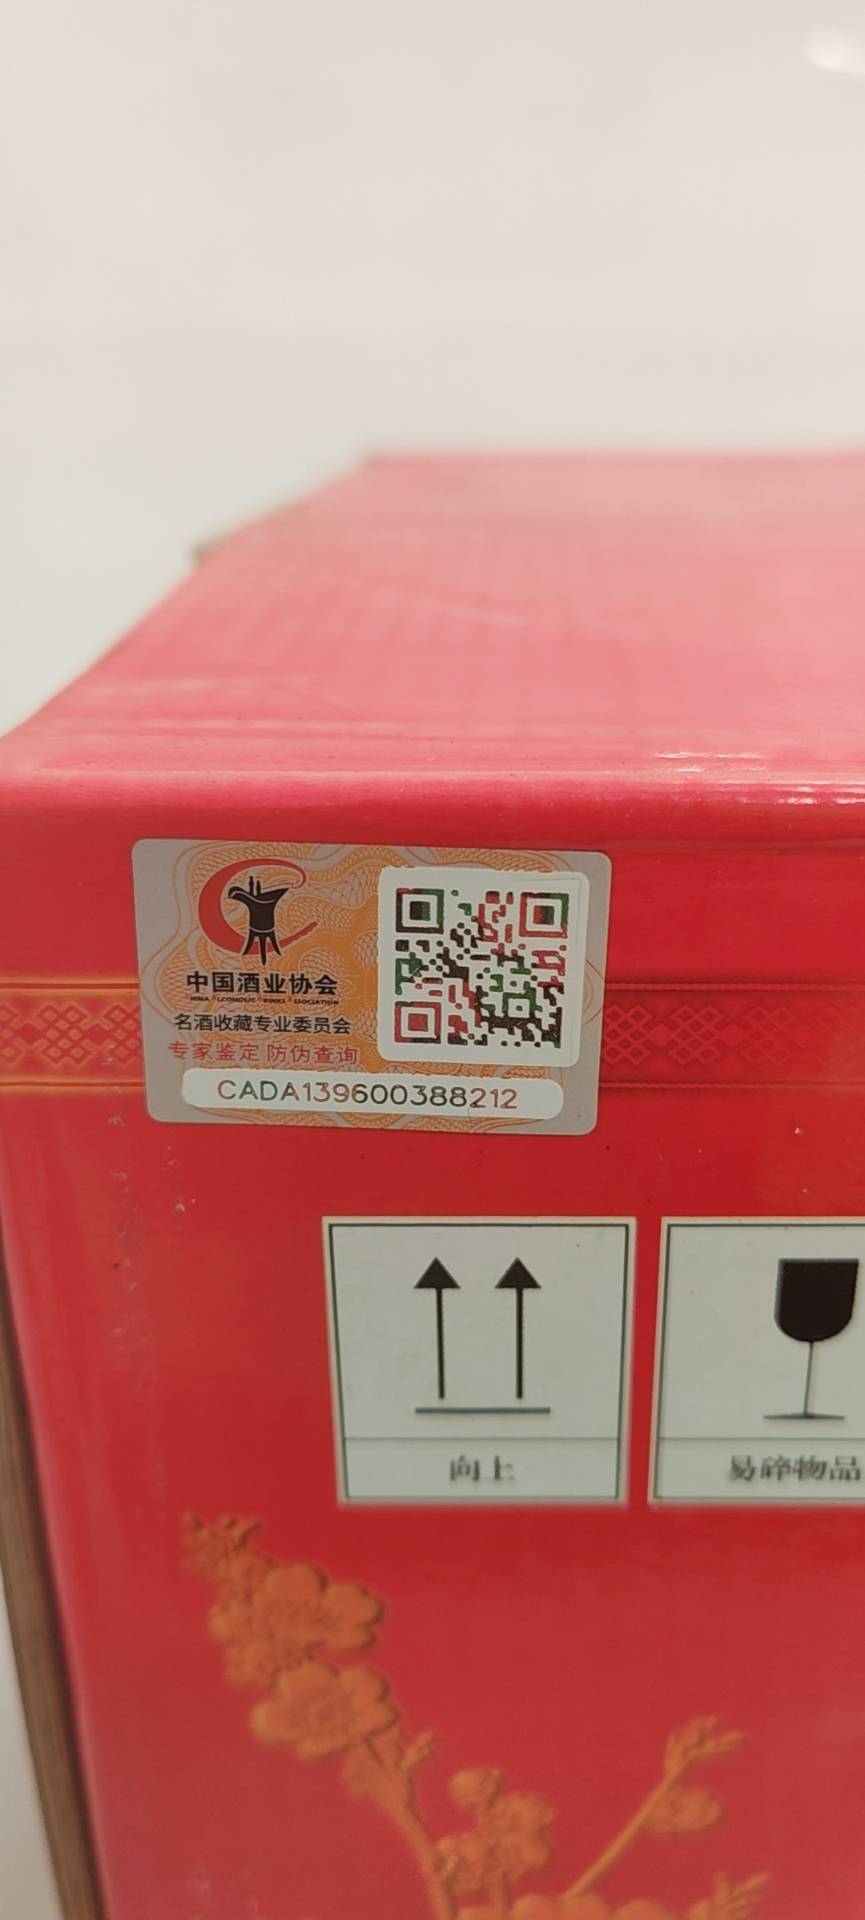 中国酒业协会
名酒收藏专业委员会
专家鉴定 防伪查询
CADA139600388212
向上
易碎物品